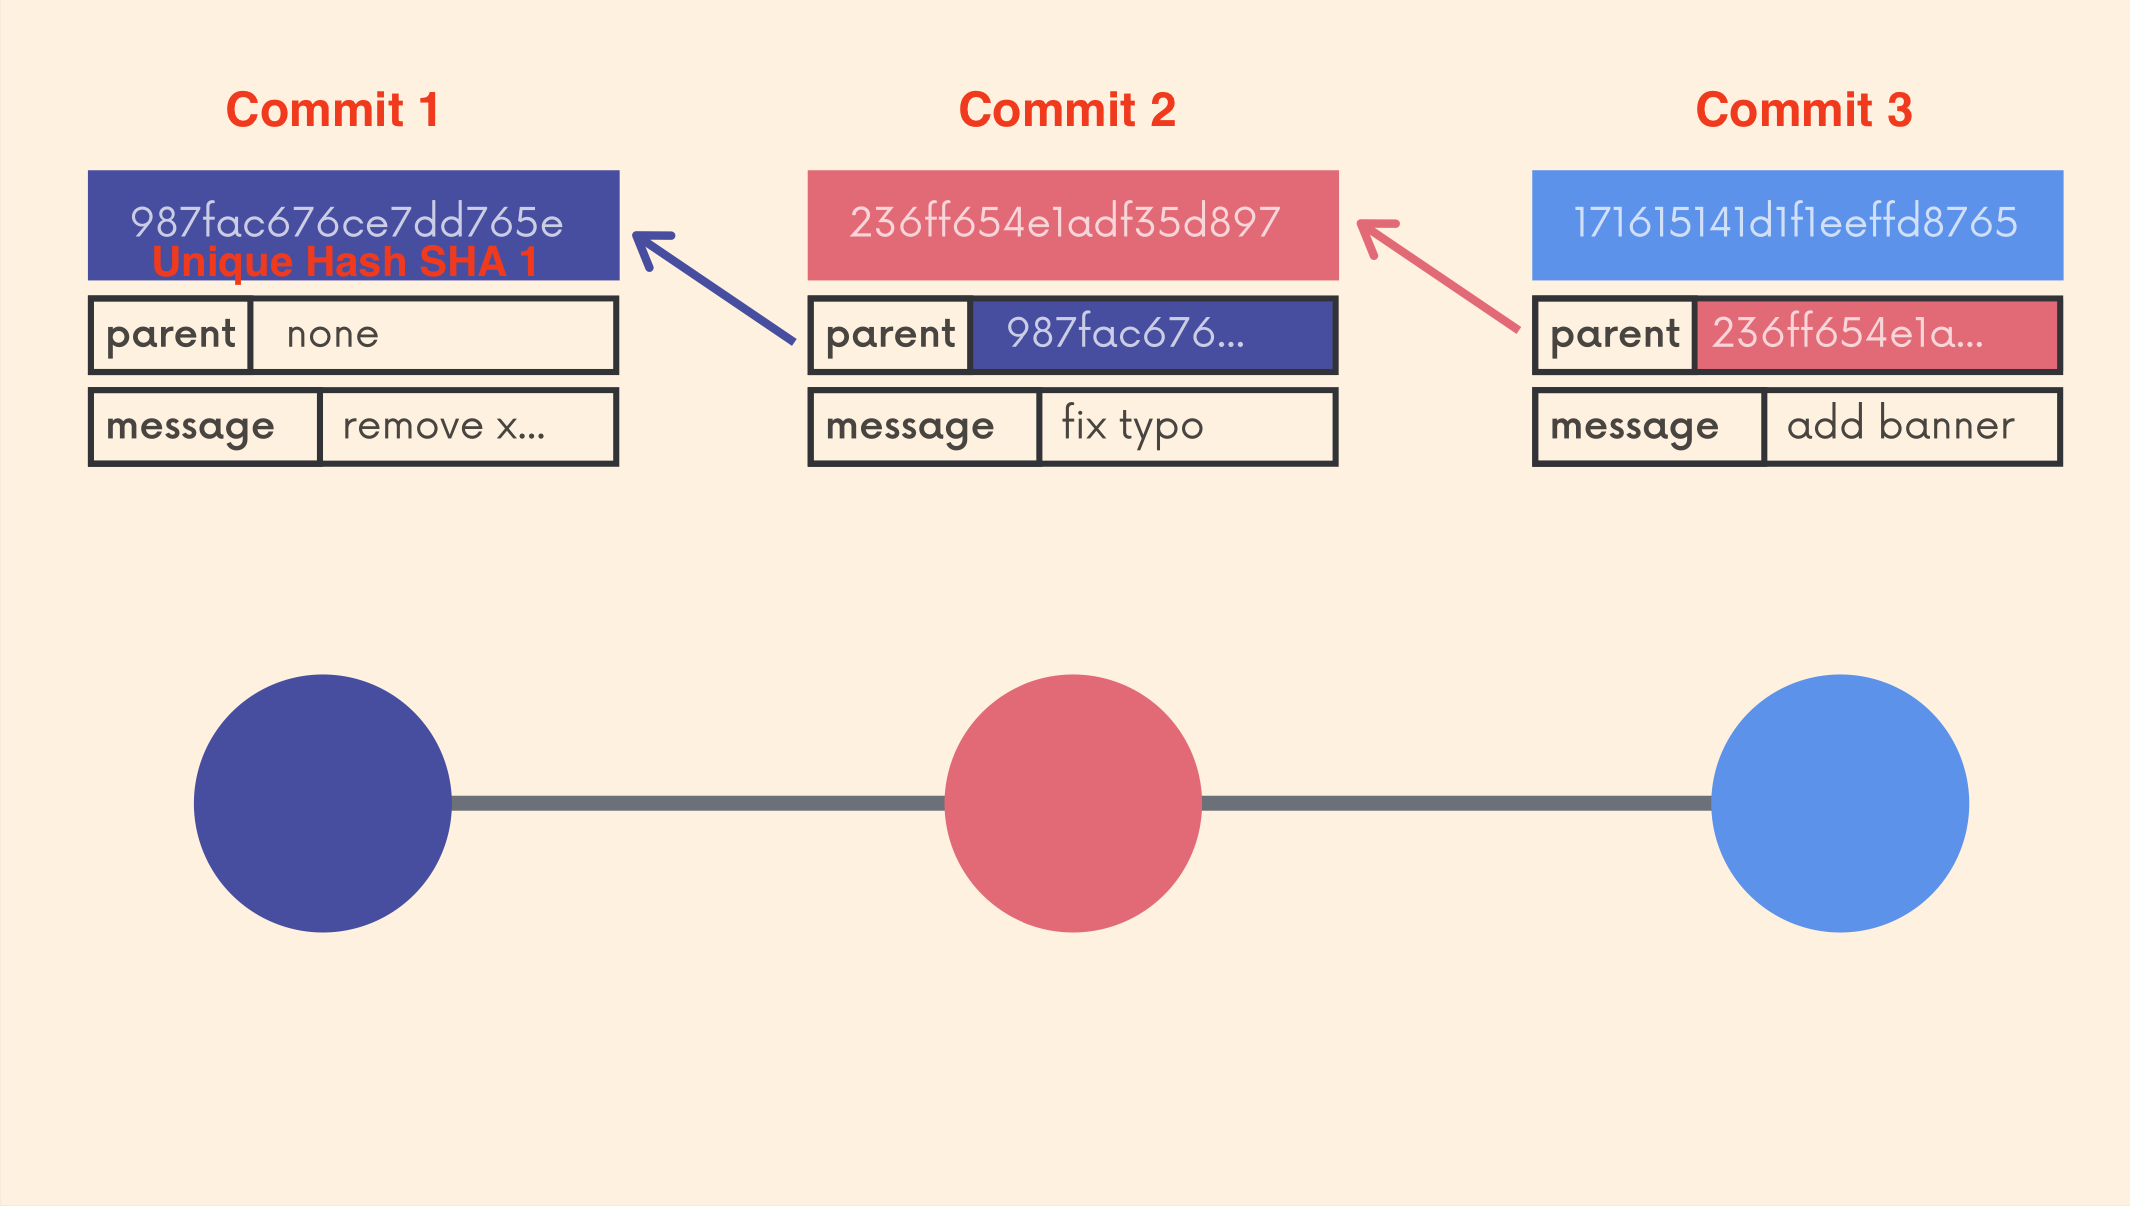 Commit 1
987fac676ce7dd765e
Unique Hash SHA 1
parent none
message remove x...
Commit 2
236ff654e1adf35d897
parent 987fac676...
message fix typo
Commit 3
171615141d1f1eeffd8765
parent 236ff654e1a...
message add banner